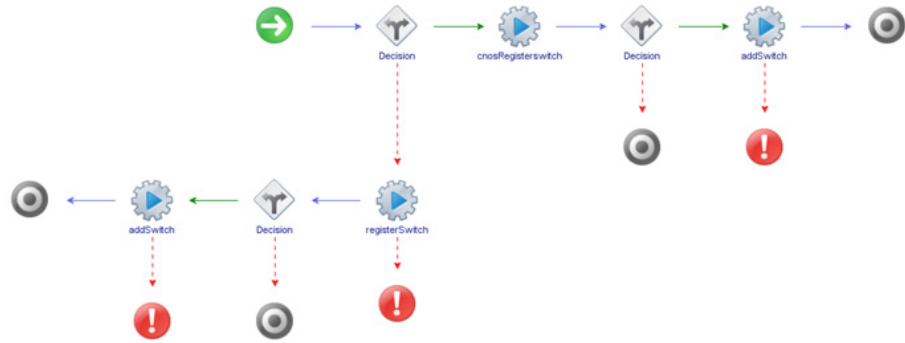 Decision
cnosRegisterswitch
Decision
addSwitch
addSwitch
Decision
registerSwitch